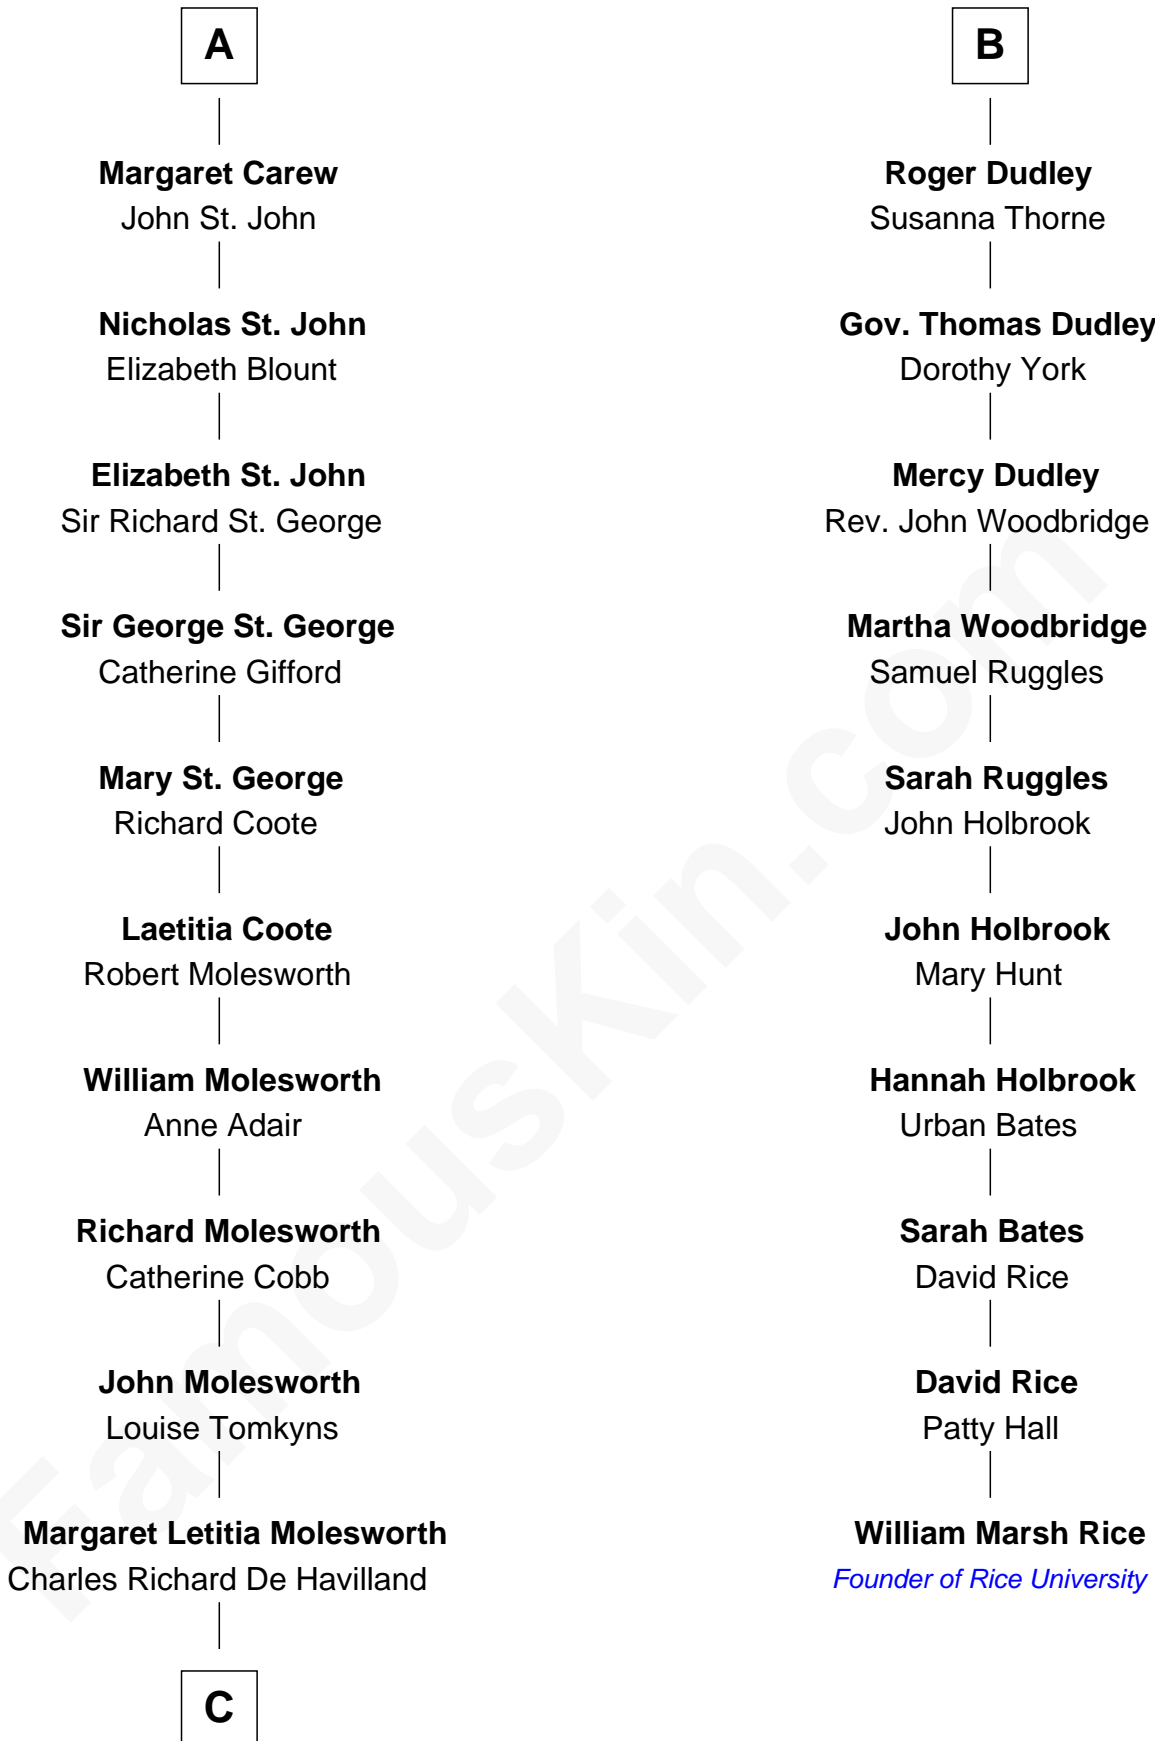 A
Margaret Carew
John St. John
Nicholas St. John
Elizabeth Blount
Elizabeth St. John
Sir Richard St. George
Sir George St. George
Catherine Gifford
Mary St. George
Richard Coote
Laetitia Coote
Robert Molesworth
William Molesworth
Anne Adair
Richard Molesworth
Catherine Cobb
John Molesworth
Louise Tomkyns
Margaret Letitia Molesworth
Charles Richard De Havilland
C
B
Roger Dudley
Susanna Thorne
Gov. Thomas Dudley
Dorothy York
Mercy Dudley
Rev. John Woodbridge
Martha Woodbridge
Samuel Ruggles
Sarah Ruggles
John Holbrook
John Holbrook
Mary Hunt
Hannah Holbrook
Urban Bates
Sarah Bates
David Rice
David Rice
Patty Hall
William Marsh Rice
Founder of Rice University
FamousKin.com